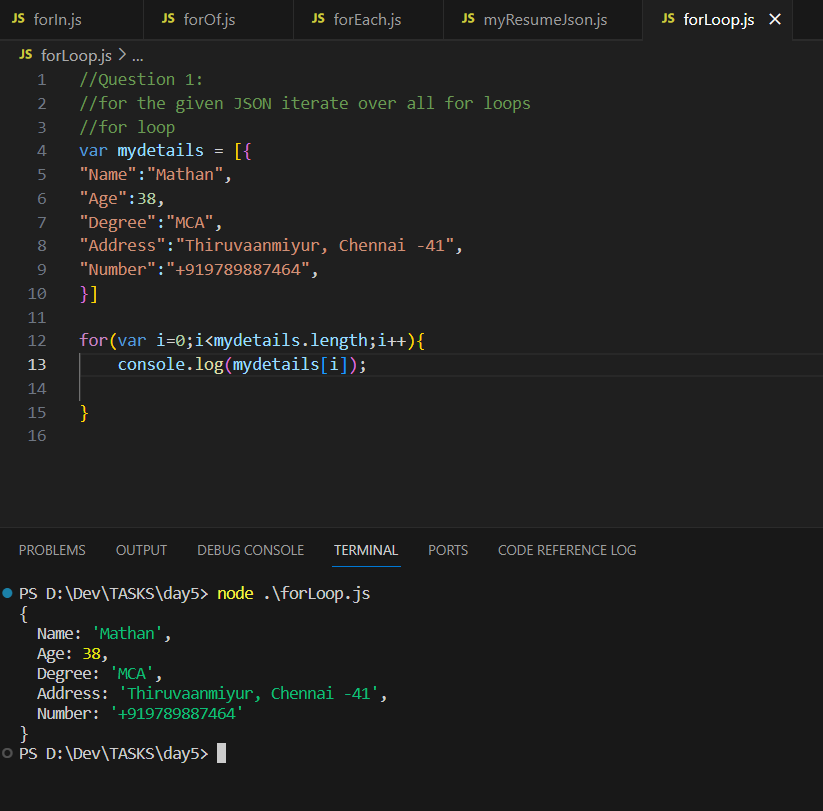 JS forIn.js JS forOf.js JS forEach.js JS myResumeJson.js JS forLoop.js ×
JS forLoop.js > ...
1 //Question 1:
2 //for the given JSON iterate over all for loops
3 //for loop
4 var mydetails = [{
5 "Name":"Mathan",
6 "Age":38,
7 "Degree":"MCA",
8 "Address":"Thiruvaanmiyur, Chennai -41",
9 "Number":"+919789887464",
10 }]
11
12 for(var i=0;i<mydetails.length;i++){
13 console.log(mydetails[i]);
14
15 }
16
PROBLEMS OUTPUT DEBUG CONSOLE TERMINAL PORTS CODE REFERENCE LOG
PS D:\Dev\TASKS\day5> node .\forLoop.js
{
Name: 'Mathan',
Age: 38,
Degree: 'MCA',
Address: 'Thiruvaanmiyur, Chennai -41',
Number: '+919789887464'
}
PS D:\Dev\TASKS\day5>